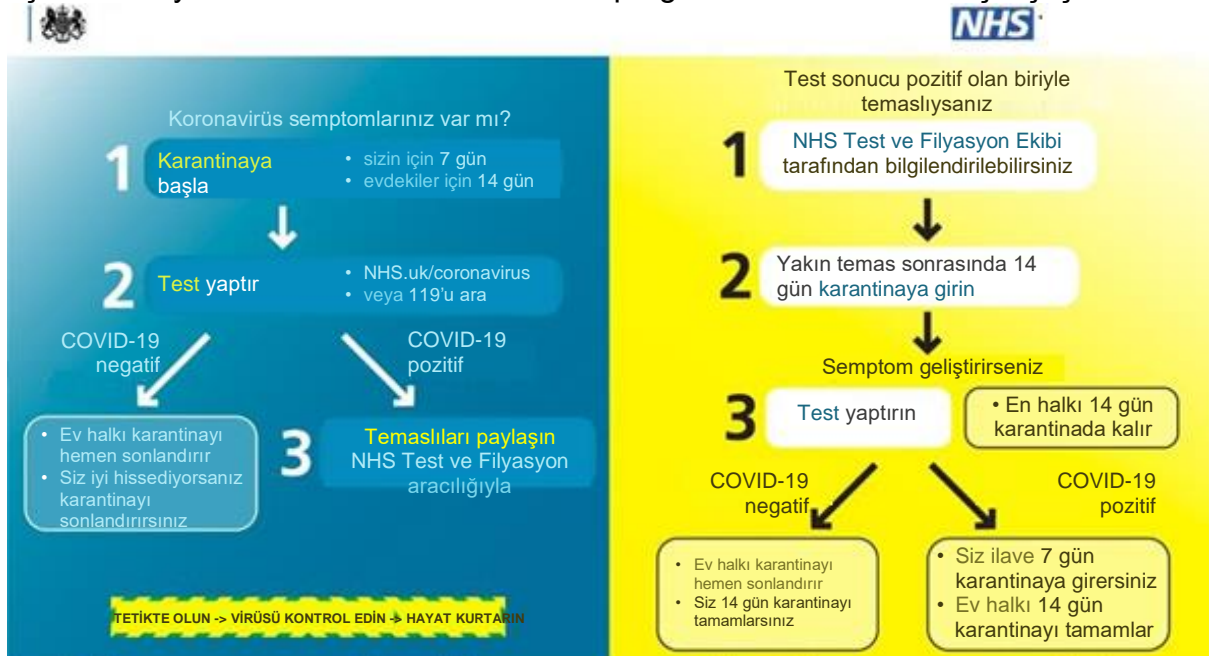 NHS
Koronavirüs semptomlarınız var mı?
1
Karantinaya
başla
• sizin için 7 gün
• evdekiler için 14 gün
2
Test yaptır
• NHS.uk/coronavirus
• veya 119'u ara
COVID-19
negatif
COVID-19
pozitif
• Ev halkı karantinayı
hemen sonlandırır
• Siz iyi hissediyorsanız
karantinayı
sonlandırırsınız
3
Temaslıları paylaşın
NHS Test ve Filyasyon
aracılığıyla
TETİKTE OLUN -> VİRÜSÜ KONTROL EDİN -> HAYAT KURTARIN
Test sonucu pozitif olan biriyle
temaslıysanız
1
NHS Test ve Filyasyon Ekibi
tarafından bilgilendirilebilirsiniz
2
Yakın temas sonrasında 14
gün karantinaya girin
Semptom geliştirirseniz
3
Test yaptırın
• En halkı 14 gün
karantinada kalır
COVID-19
negatif
COVID-19
pozitif
• Ev halkı karantinayı
hemen sonlandırır
• Siz 14 gün karantinayı
tamamlarsınız
• Siz ilave 7 gün
karantinaya girersiniz
• Ev halkı 14 gün
karantinayı tamamlar